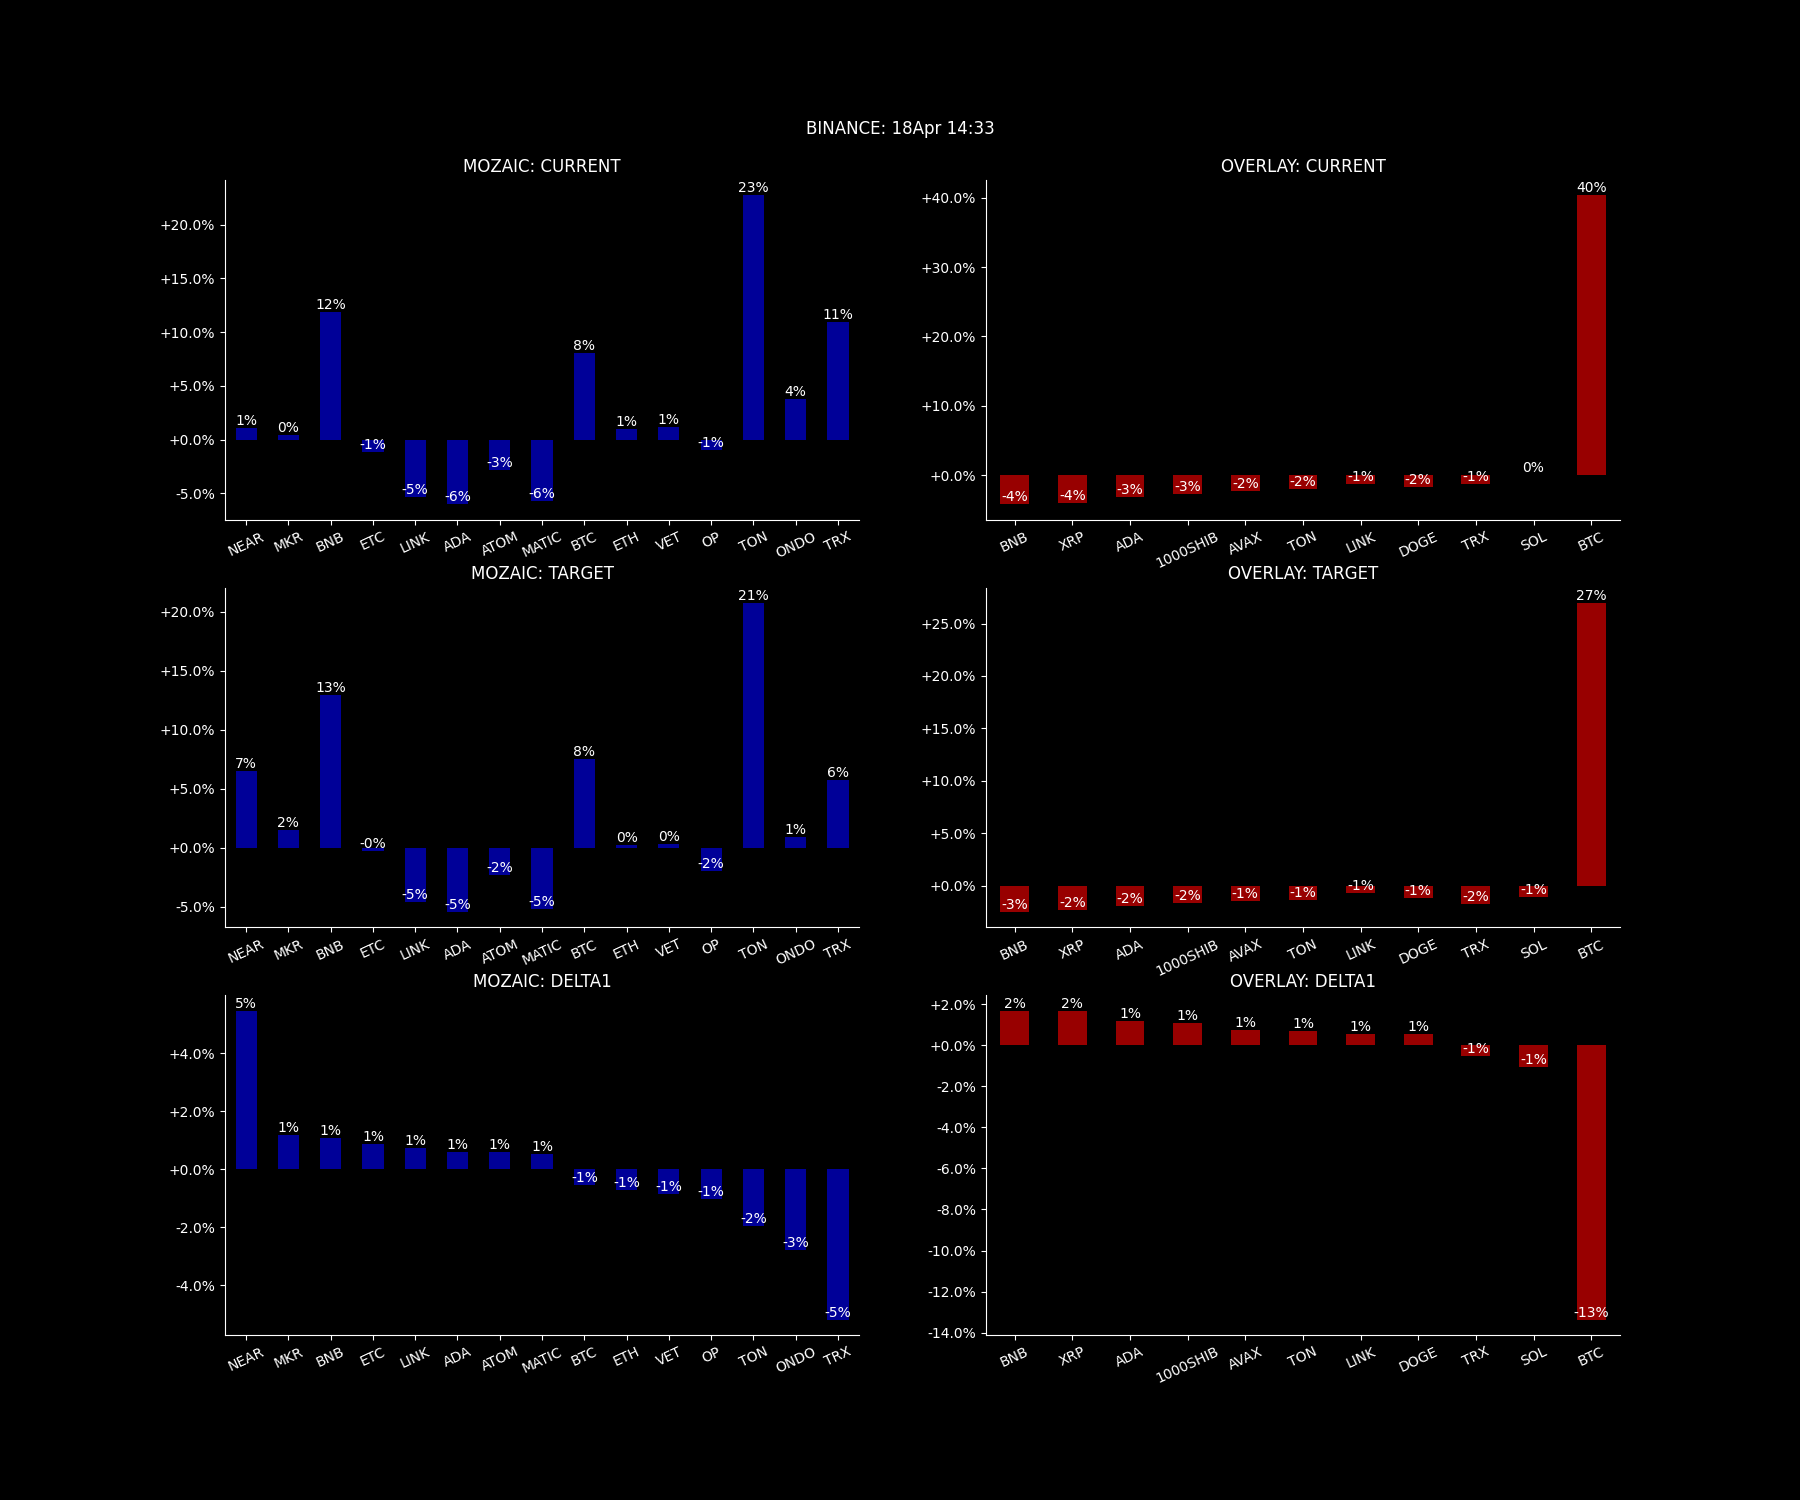 BINANCE: 18Apr 14:33
MOZAIC: CURRENT
+20.0%
+15.0%
+10.0%
+5.0%
+0.0%
-5.0%
1% 0% 12% -1% -5% -6% -3% -6% 8% 1% 1% -1% 23% 4% 11%
NEAR MKR BNB ETC LINK ADA ATOM MATIC BTC ETH VET OP TON ONDO TRX
OVERLAY: CURRENT
+40.0%
+30.0%
+20.0%
+10.0%
+0.0%
-4% -4% -3% -3% -2% -2% -1% -2% -1% 0% 40%
BNB XRP ADA 1000SHIB AVAX TON LINK DOGE TRX SOL BTC
MOZAIC: TARGET
+20.0%
+15.0%
+10.0%
+5.0%
+0.0%
-5.0%
7% 2% 13% -0% -5% -5% -2% -5% 8% 0% 0% -2% 21% 1% 6%
NEAR MKR BNB ETC LINK ADA ATOM MATIC BTC ETH VET OP TON ONDO TRX
OVERLAY: TARGET
+25.0%
+20.0%
+15.0%
+10.0%
+5.0%
+0.0%
-3% -2% -2% -2% -1% -1% -1% -1% -2% -1% 27%
BNB XRP ADA 1000SHIB AVAX TON LINK DOGE TRX SOL BTC
MOZAIC: DELTA1
+4.0%
+2.0%
+0.0%
-2.0%
-4.0%
5% 1% 1% 1% 1% 1% 1% 1% -1% -1% -1% -1% -2% -3% -5%
NEAR MKR BNB ETC LINK ADA ATOM MATIC BTC ETH VET OP TON ONDO TRX
OVERLAY: DELTA1
+2.0%
+0.0%
-2.0%
-4.0%
-6.0%
-8.0%
-10.0%
-12.0%
-14.0%
2% 2% 1% 1% 1% 1% 1% 1% -1% -1% -13%
BNB XRP ADA 1000SHIB AVAX TON LINK DOGE TRX SOL BTC